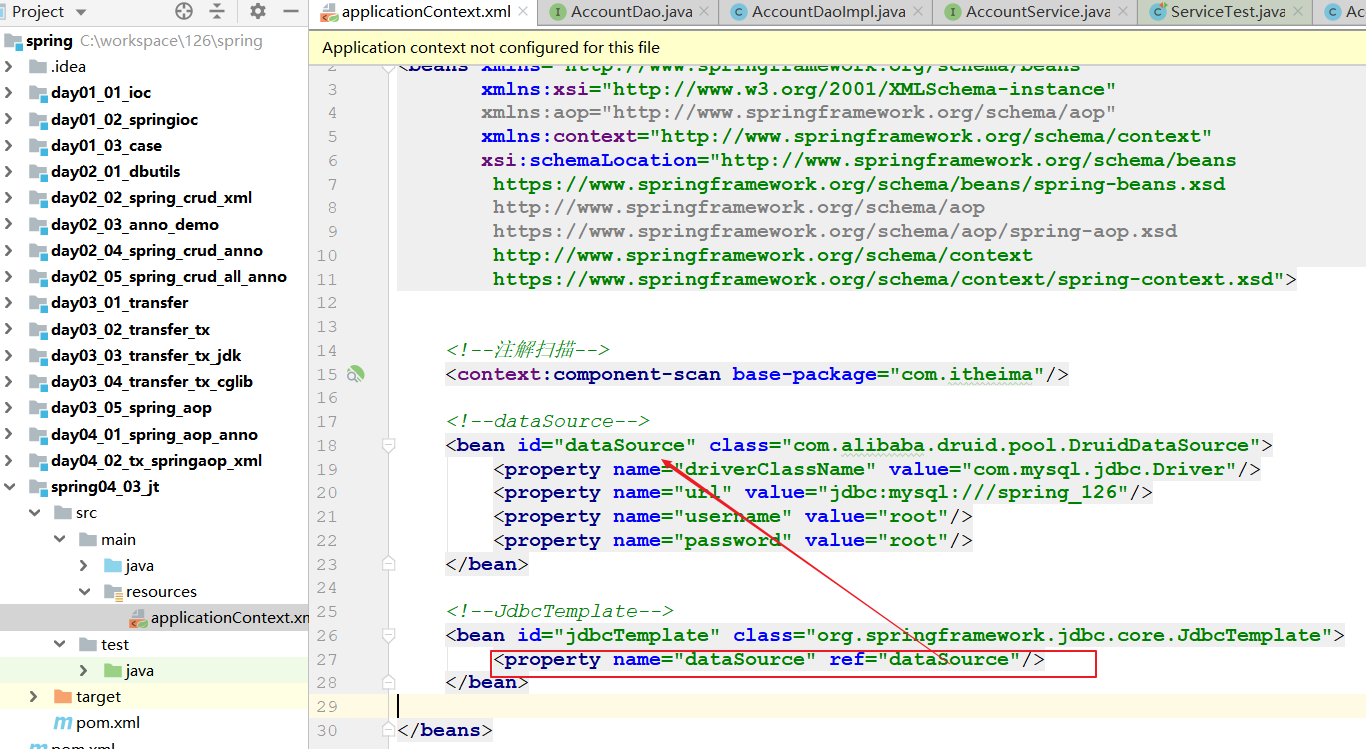 Project
applicationContext.xml
AccountDao.java
AccountDaoImpl.java
AccountService.java
ServiceTest.java
Ac
spring C:\workspace\126\spring
.idea
day01_01_ioc
day01_02_springioc
day01_03_case
day02_01_dbutils
day02_02_spring_crud_xml
day02_03_anno_demo
day02_04_spring_crud_anno
day02_05_spring_crud_all_anno
day03_01_transfer
day03_02_transfer_tx
day03_03_transfer_tx_jdk
day03_04_transfer_tx_cglib
day03_05_spring_aop
day04_01_spring_aop_anno
day04_02_tx_springaop_xml
spring04_03_jt
src
main
java
resources
applicationContext.xm
test
java
target
pom.xml
pom.xml
Application context not configured for this file
2 <beans xmlns="http://www.springframework.org/schema/beans"
3 xmlns:xsi="http://www.w3.org/2001/XMLSchema-instance"
4 xmlns:aop="http://www.springframework.org/schema/aop"
5 xmlns:context="http://www.springframework.org/schema/context"
6 xsi:schemaLocation="http://www.springframework.org/schema/beans
7 https://www.springframework.org/schema/beans/spring-beans.xsd
8 http://www.springframework.org/schema/aop
9 https://www.springframework.org/schema/aop/spring-aop.xsd
10 http://www.springframework.org/schema/context
11 https://www.springframework.org/schema/context/spring-context.xsd">
12
13
14 <!--注解扫描-->
15 <context:component-scan base-package="com.itheima"/>
16
17 <!--dataSource-->
18 <bean id="dataSource" class="com.alibaba.druid.pool.DruidDataSource">
19 <property name="driverClassName" value="com.mysql.jdbc.Driver"/>
20 <property name="url" value="jdbc:mysql:///spring_126"/>
21 <property name="username" value="root"/>
22 <property name="password" value="root"/>
23 </bean>
24
25 <!--JdbcTemplate-->
26 <bean id="jdbcTemplate" class="org.springframework.jdbc.core.JdbcTemplate">
27 <property name="dataSource" ref="dataSource"/>
28 </bean>
29
30 </beans>